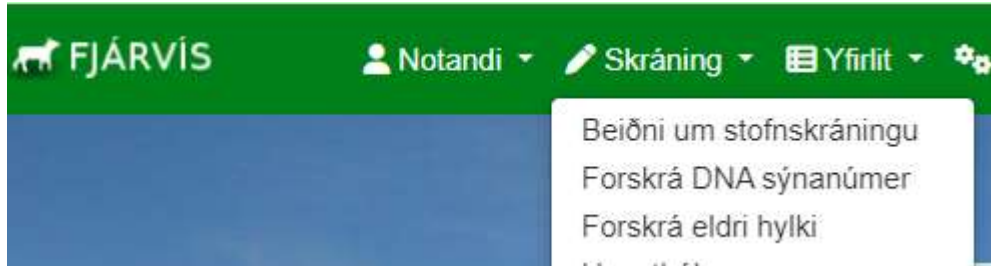 FJÁRVÍS Notandi Skráning Yfirlit
Beiðni um stofnskráningu
Forskrá DNA sýnanúmer
Forskrá eldri hylki